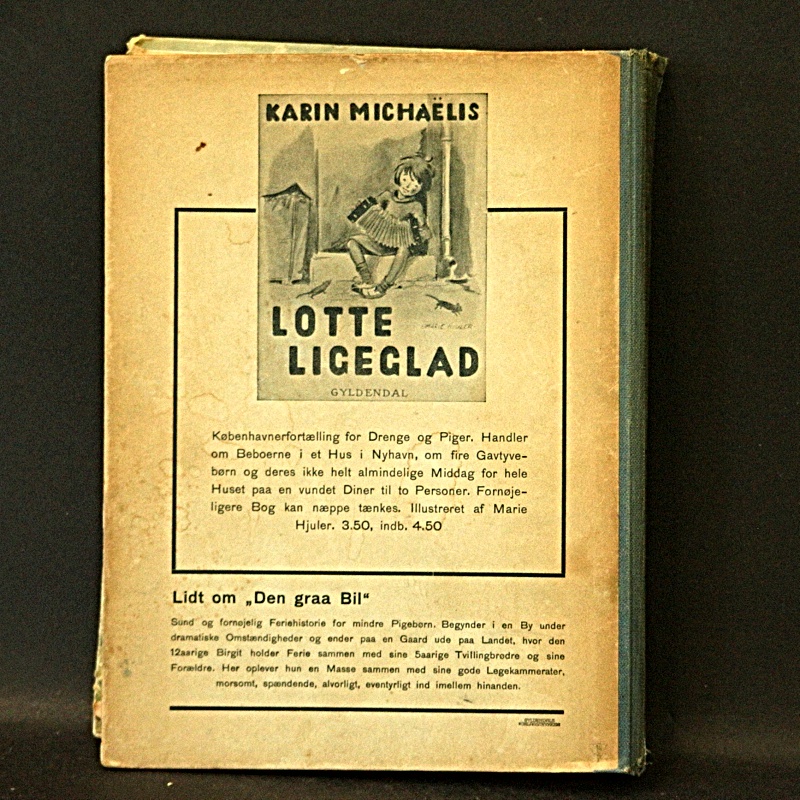 KARIN MICHAËLIS
LOTTE
LIGEGLAD
GYLDENDAL
Københavnerfortælling for Drenge og Piger. Handler
om Beboerne i et Hus i Nyhavn, om fire Gavtyve-
børn og deres ikke helt almindelige Middag for hele
Huset paa en vundet Diner til to Personer. Fornøje-
ligere Bog kan næppe tænkes. Illustreret af Marie
Hjuler. 3.50, indb. 4.50
Lidt om „Den graa Bil“
Sund og fornøjelig Feriehistorie for mindre Pigebørn. Begynder i en By under
dramatiske Omstændigheder og ender paa en Gaard ude paa Landet, hvor den
12aarige Birgit holder Ferie sammen med sine 5aarige Tvillingbrødre og sine
Forældre. Her oplever hun en Masse sammen med sine gode Legekammerater,
morsomt, spændende, alvorligt, eventyrligt ind imellem hinanden.